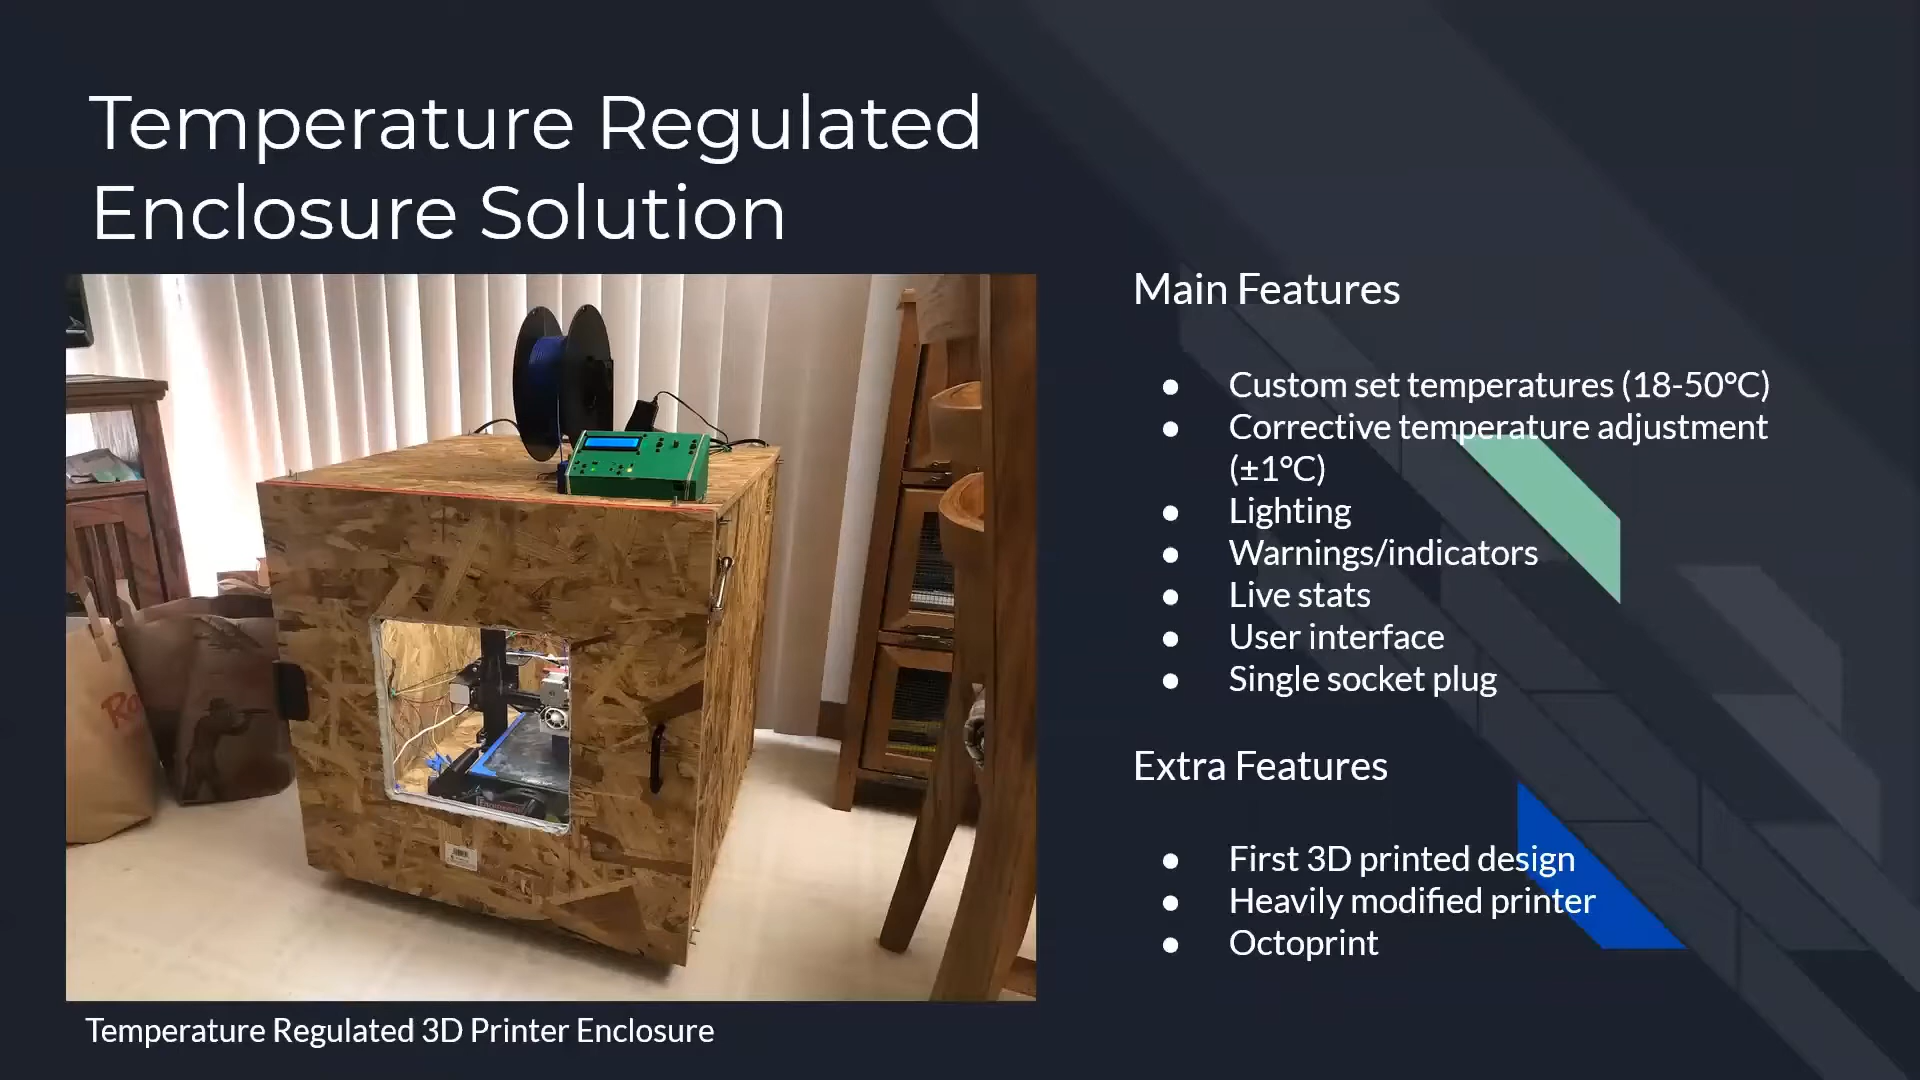 Temperature Regulated
Enclosure Solution
Main Features
● Custom set temperatures (18-50°C)
● Corrective temperature adjustment
(±1°C)
● Lighting
● Warnings/indicators
● Live stats
● User interface
● Single socket plug
Extra Features
● First 3D printed design
● Heavily modified printer
● Octoprint
Temperature Regulated 3D Printer Enclosure